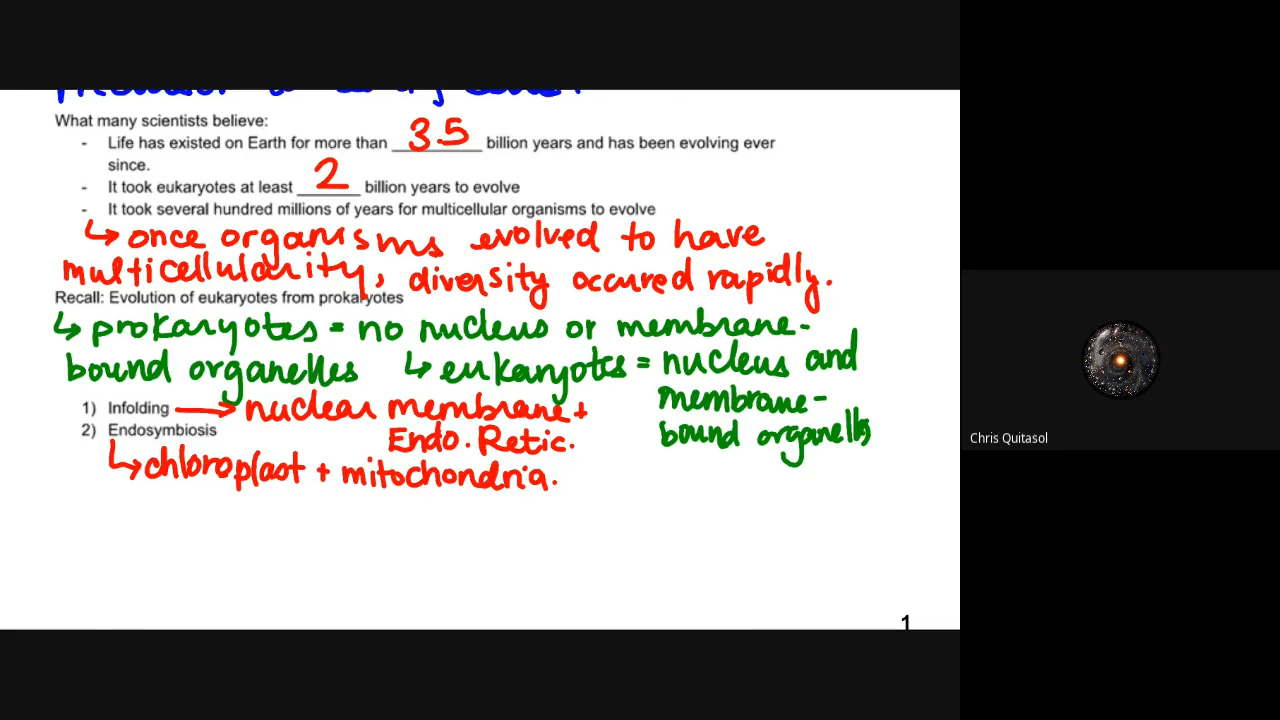 What many scientists believe:
- Life has existed on Earth for more than 3.5 billion years and has been evolving ever
since.
- It took eukaryotes at least 2 billion years to evolve
- It took several hundred millions of years for multicellular organisms to evolve
↳ once organisms evolved to have
multicellularity, diversity occured rapidly.
Recall: Evolution of eukaryotes from prokaryotes
↳ prokaryotes = no nucleus or membrane-
bound organelles ↳ eukaryotes = nucleus and
membrane-
bound organelles
1) Infolding → nuclear membrane +
Endo. Retic.
2) Endosymbiosis
↳ chloroplast + mitochondria.
1
Chris Quitasol